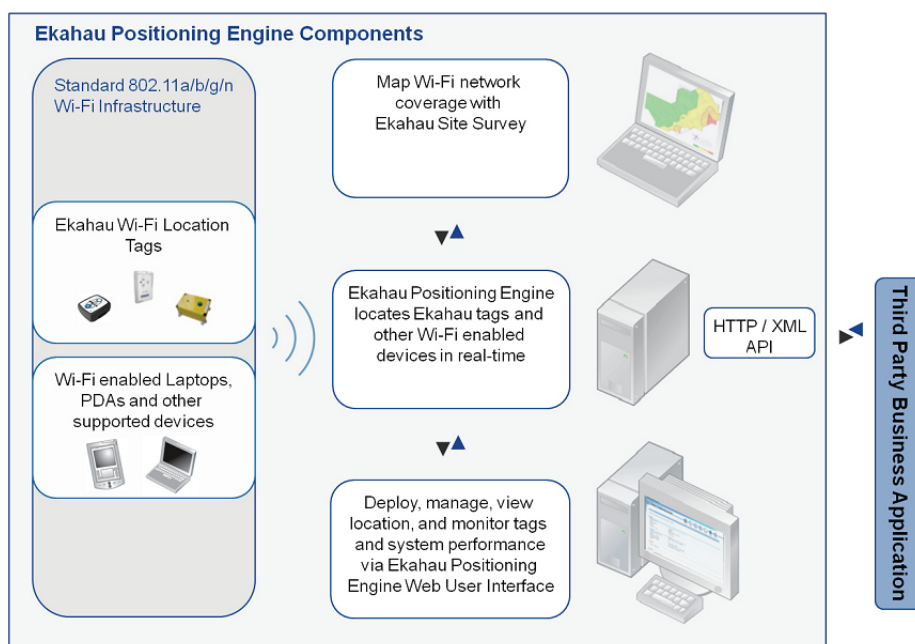 Ekahau Positioning Engine Components
Standard 802.11a/b/g/n
Wi-Fi Infrastructure
Ekahau Wi-Fi Location
Tags
Wi-Fi enabled Laptops,
PDAs and other
supported devices
Map Wi-Fi network
coverage with
Ekahau Site Survey
Ekahau Positioning Engine
locates Ekahau tags and
other Wi-Fi enabled
devices in real-time
HTTP / XML
API
Deploy, manage, view
location, and monitor tags
and system performance
via Ekahau Positioning
Engine Web User Interface
Third Party Business Application